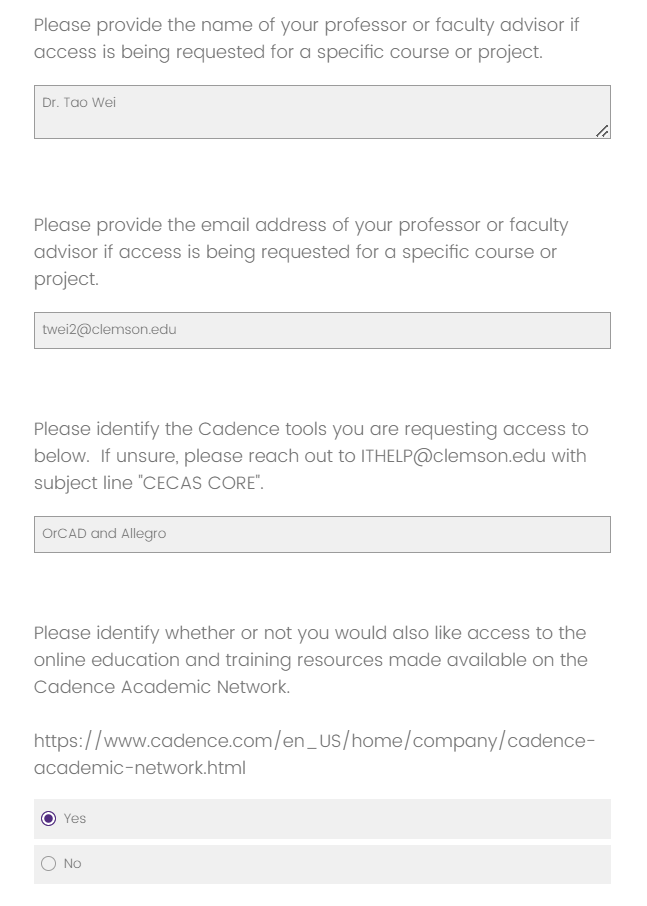 Please provide the name of your professor or faculty advisor if
access is being requested for a specific course or project.
Dr. Tao Wei
Please provide the email address of your professor or faculty
advisor if access is being requested for a specific course or
project.
twei2@clemson.edu
Please identify the Cadence tools you are requesting access to
below.  If unsure, please reach out to ITHELP@clemson.edu with
subject line "CECAS CORE".
OrCAD and Allegro
Please identify whether or not you would also like access to the
online education and training resources made available on the
Cadence Academic Network.
https://www.cadence.com/en_US/home/company/cadence-
academic-network.html
Yes
No